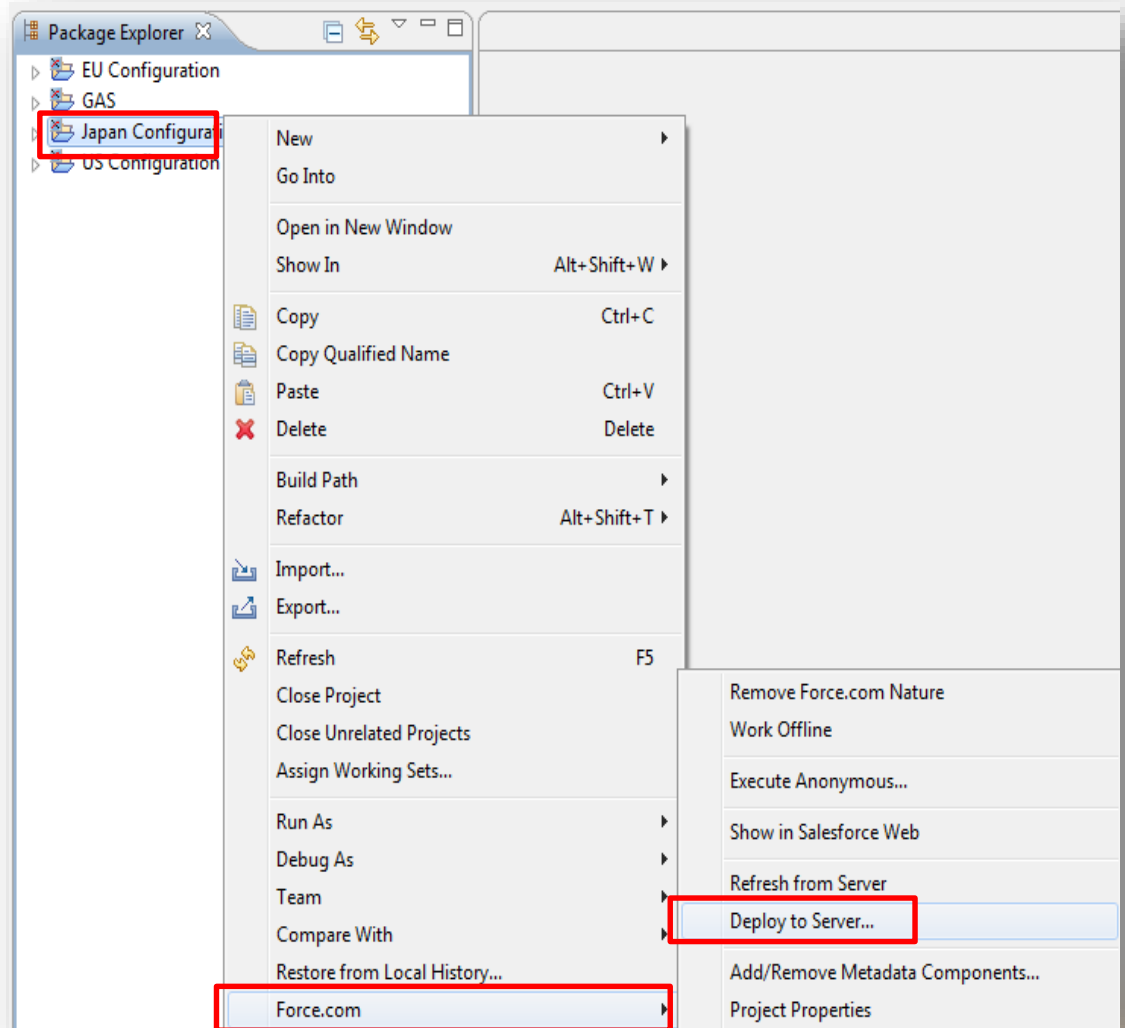 Package Explorer
EU Configuration
GAS
Japan Configurati
US Configuration
New
Go Into
Open in New Window
Show In Alt+Shift+W
Copy Ctrl+C
Copy Qualified Name
Paste Ctrl+V
Delete Delete
Build Path
Refactor Alt+Shift+T
Import...
Export...
Refresh F5
Close Project
Close Unrelated Projects
Assign Working Sets...
Run As
Debug As
Team
Compare With
Restore from Local History...
Force.com
Remove Force.com Nature
Work Offline
Execute Anonymous...
Show in Salesforce Web
Refresh from Server
Deploy to Server...
Add/Remove Metadata Components...
Project Properties